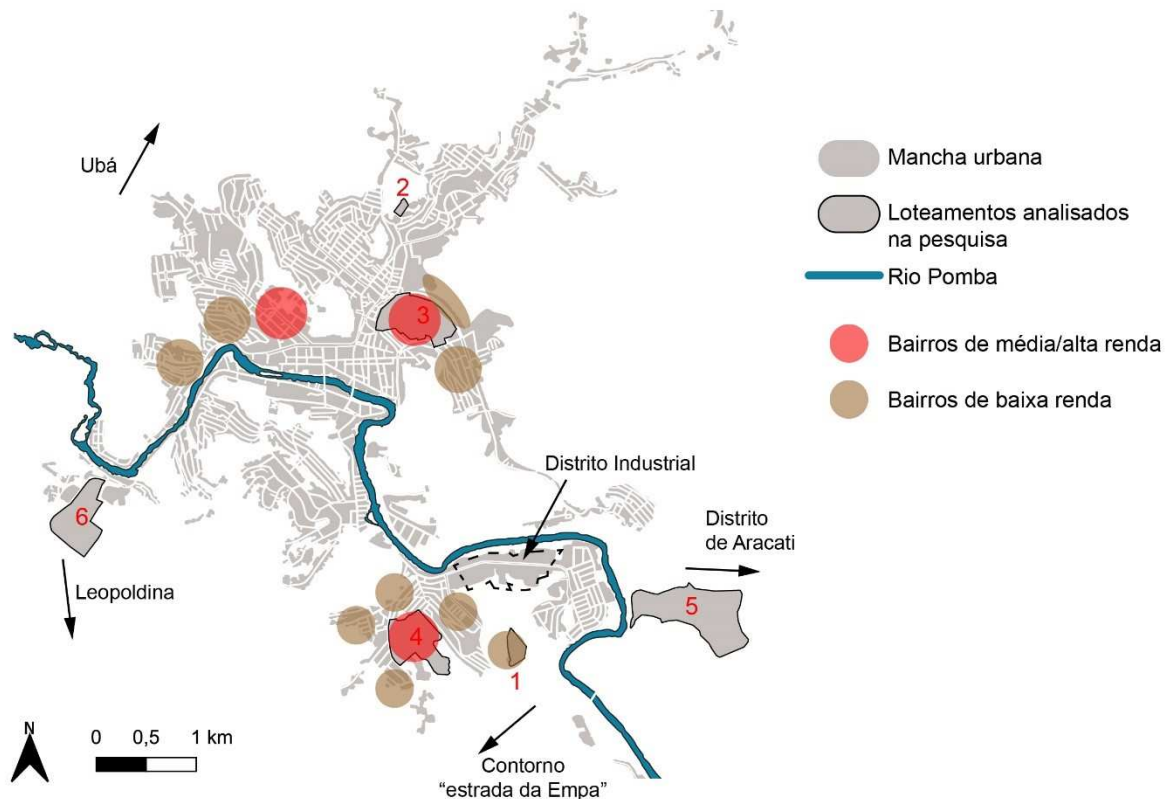 Ubá
2
3
6
Leopoldina
Distrito Industrial
Distrito
de Aracati
5
4
1
Contorno
“estrada da Empa”
N
0 0,5 1 km
Mancha urbana
Loteamentos analisados
na pesquisa
Rio Pomba
Bairros de média/alta renda
Bairros de baixa renda